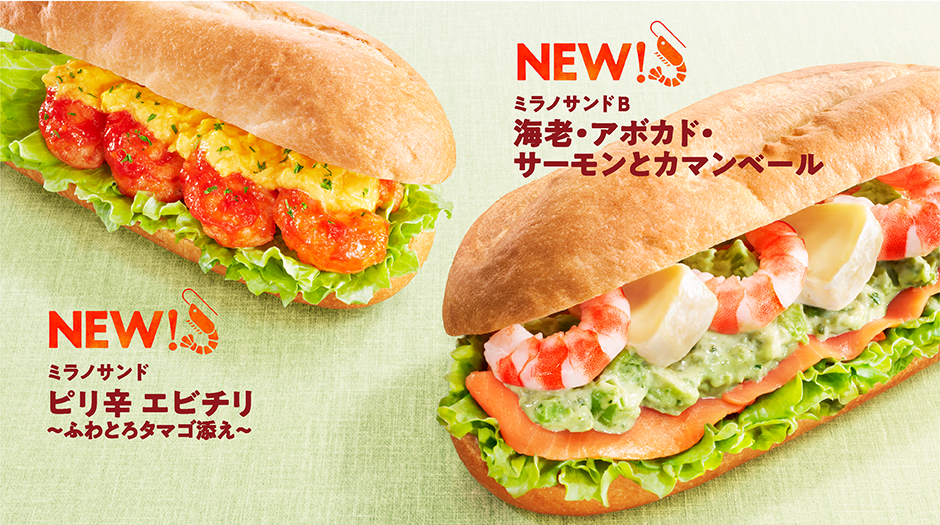 NEW!
ミラノサンドB
海老・アボカド・
サーモンとカマンベール
NEW!
ミラノサンド
ピリ辛 エビチリ
～ふわとろタマゴ添え～